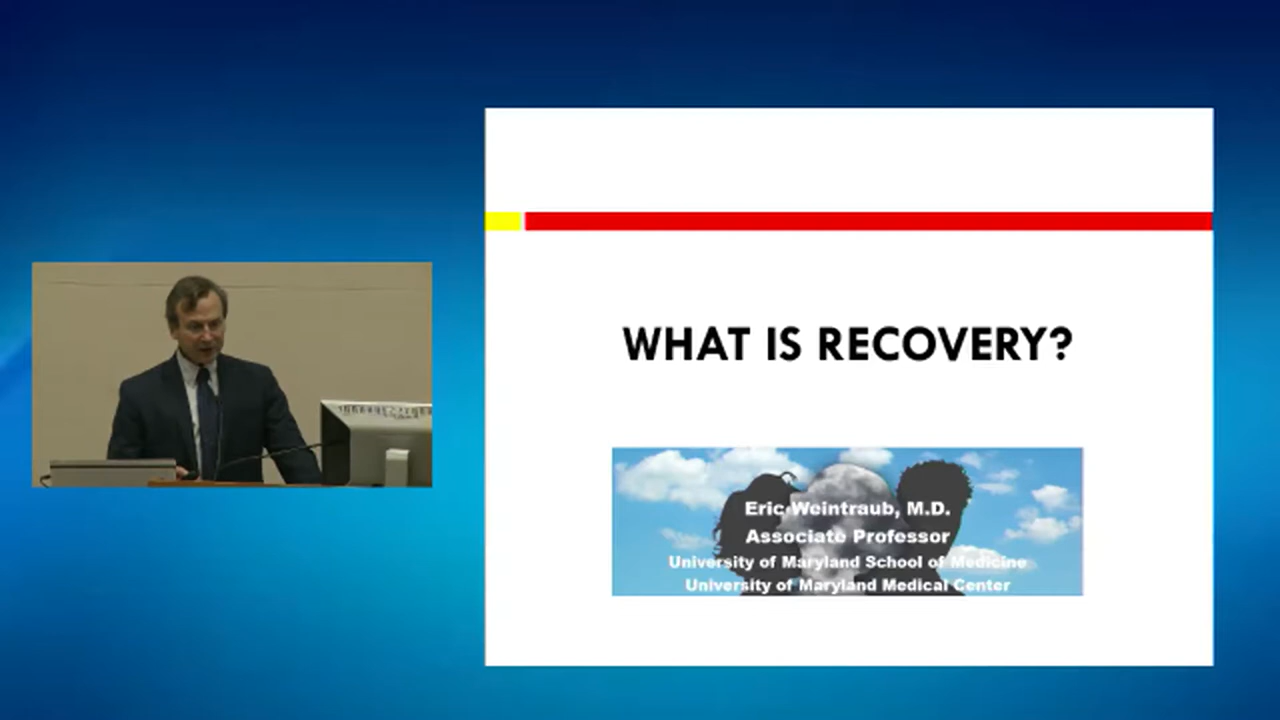 WHAT IS RECOVERY?
Eric Weintraub, M.D.
Associate Professor
University of Maryland School of Medicine
University of Maryland Medical Center